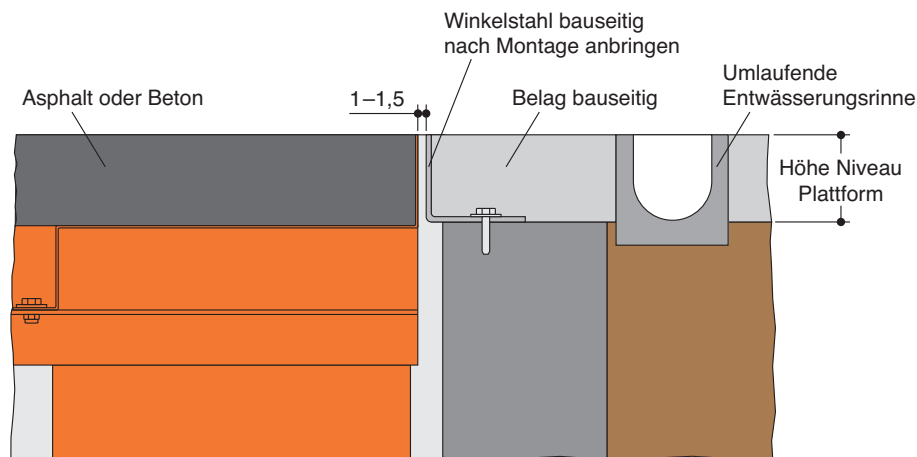 Winkelstahl bauseitig
nach Montage anbringen
Asphalt oder Beton
1–1,5
Belag bauseitig
Umlaufende
Entwässerungsrinne
Höhe Niveau
Plattform